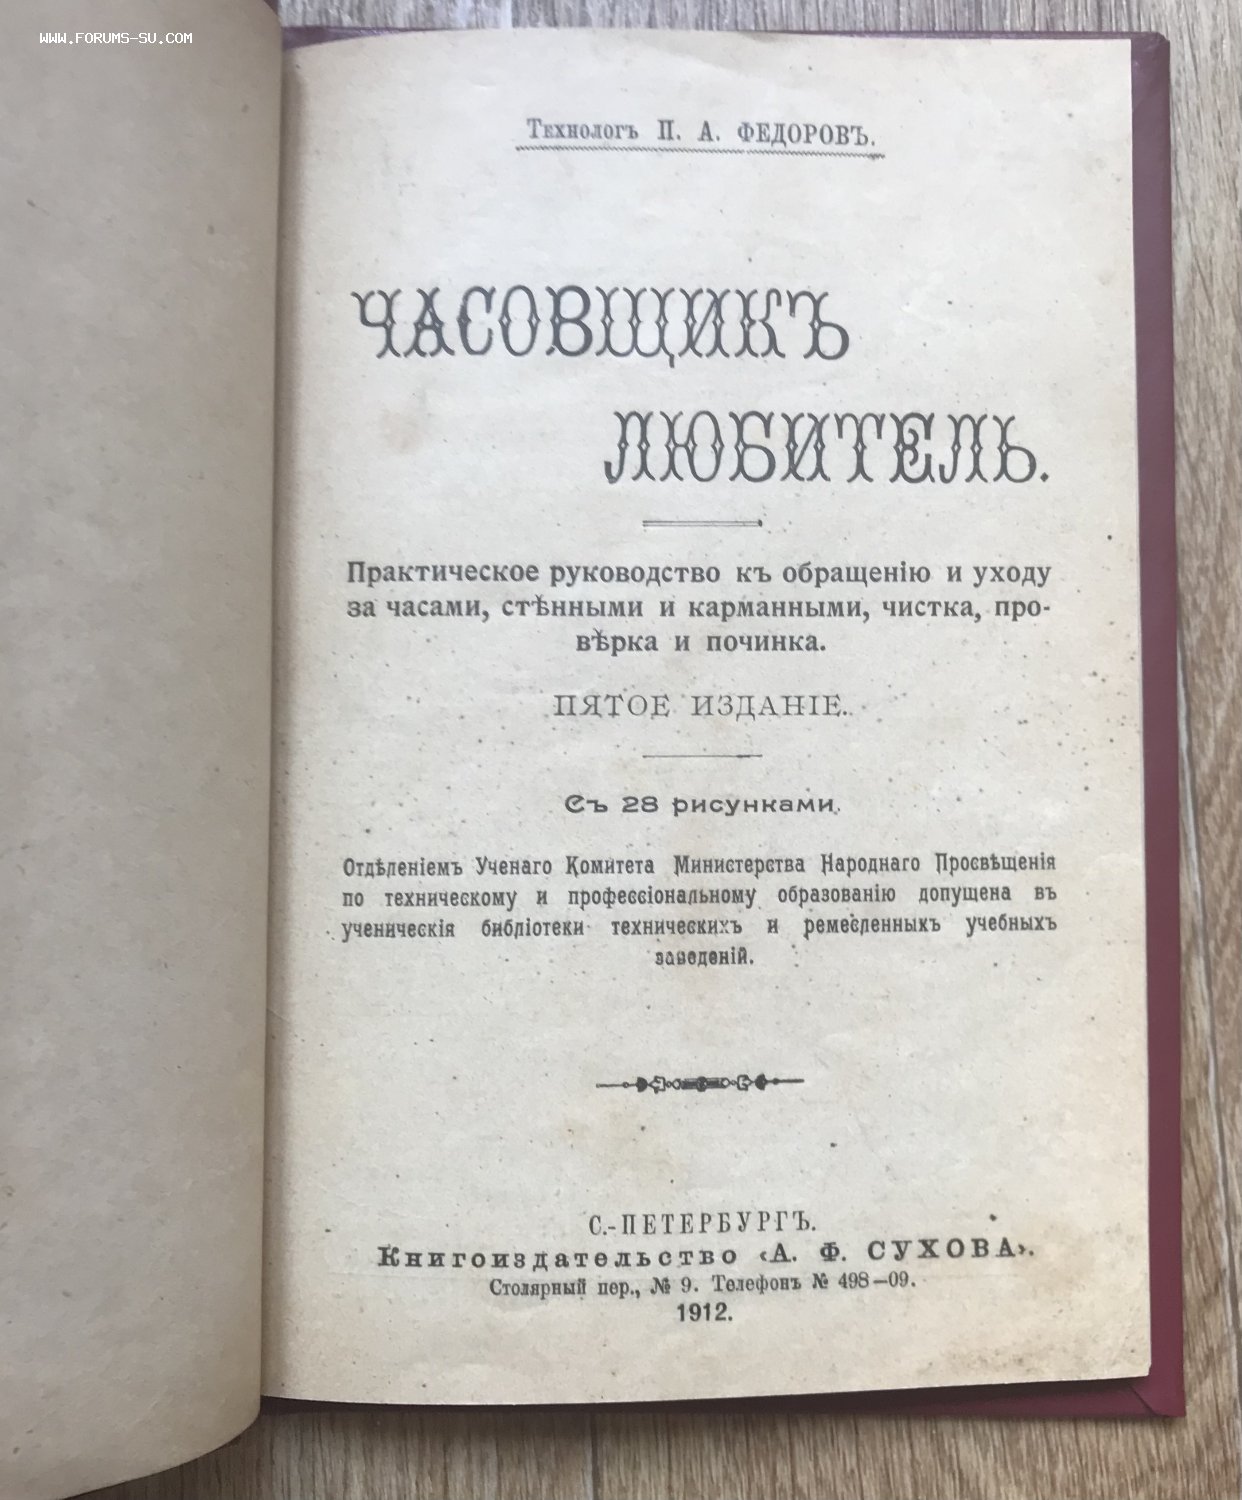 WWW.FORUMS-SU.COM
Технологъ П. А. ФЕДОРОВЪ.
ЧАСОВЩИКЪ
ЛЮБИТЕЛЬ.
Практическое руководство къ обращенію и уходу
за часами, стѣнными и карманными, чистка, про-
вѣрка и починка.
ПЯТОЕ ИЗДАНІЕ.
Съ 28 рисунками.
Отдѣленіемъ Ученаго Комитета Министерства Народнаго Просвѣщенія
по техническому и профессіональному образованію допущена въ
ученическія библіотеки техническихъ и ремесленныхъ учебныхъ
заведеній.
С.-ПЕТЕРБУРГЪ.
Книгоиздательство «А. Ф. СУХОВА».
Столярный пер., № 9. Телефонъ № 498—09.
1912.